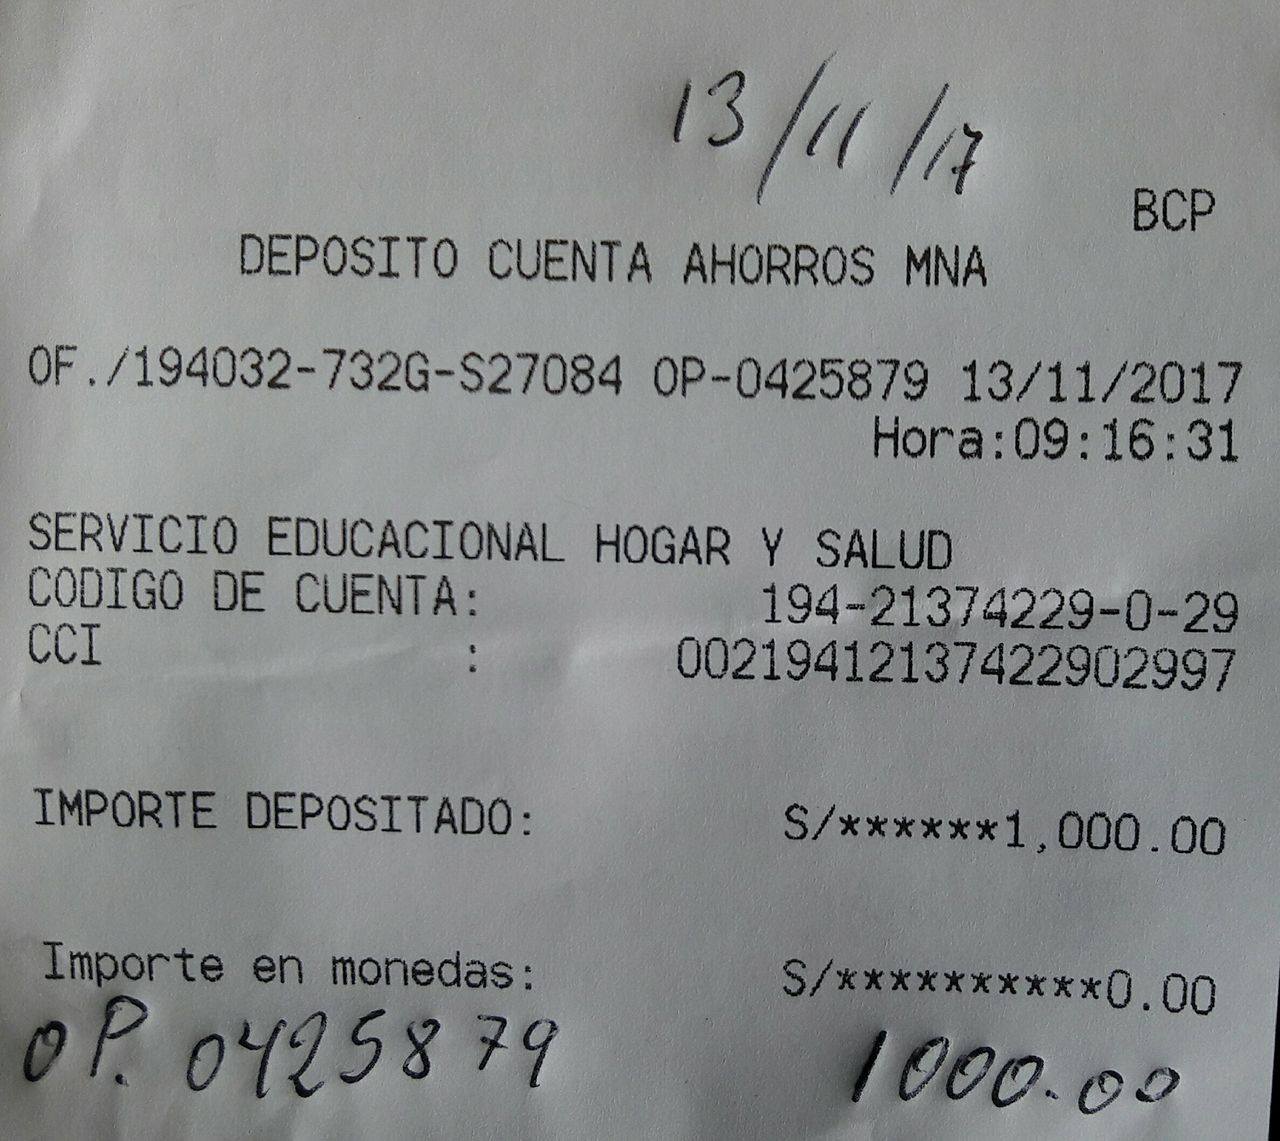 13/11/17
BCP
DEPOSITO CUENTA AHORROS MNA
OF./194032-732G-S27084 OP-0425879 13/11/2017
Hora:09:16:31
SERVICIO EDUCACIONAL HOGAR Y SALUD
CODIGO DE CUENTA: 194-21374229-0-29
CCI : 00219412137422902997
IMPORTE DEPOSITADO: S/******1,000.00
Importe en monedas: S/**********0.00
OP. 0425879 1000.00